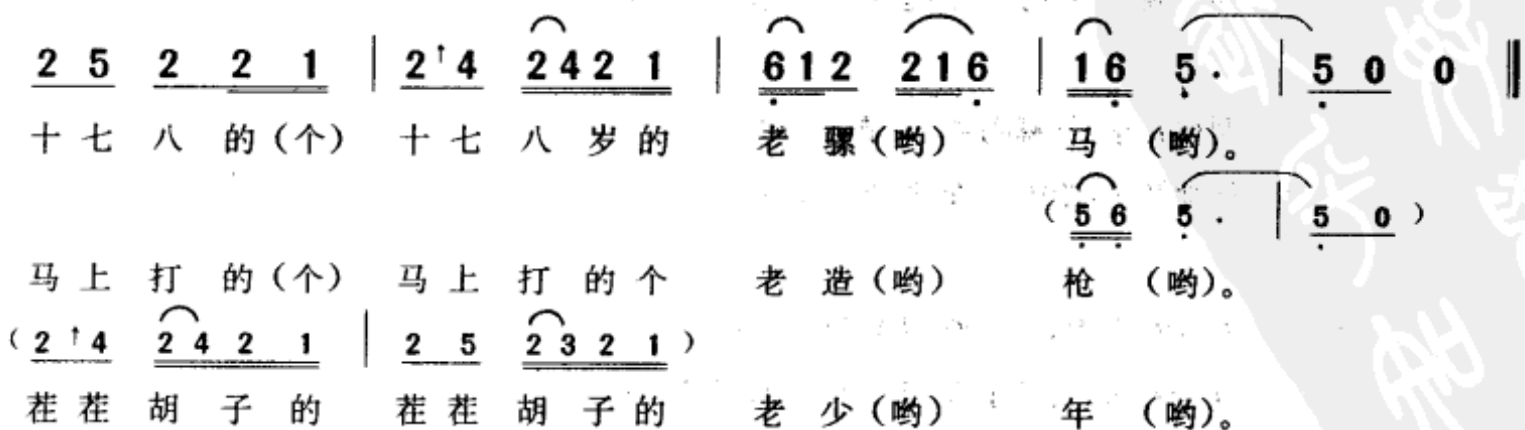 2 5 2 2 1 | 2 ↑4 2 4 2 1 | 6 1 2 2 1 6 | 1 6 5 · | 5 0 0 ‖
十 七 八 的（个） 十 七 八 岁 的 老 骡（哟） 马 （哟）。
（ 5 6 5 · | 5 0 ）
马 上 打 的（个） 马 上 打 的 个 老 造（哟） 枪 （哟）。
（ 2 ↑4 2 4 2 1 | 2 5 2 3 2 1 ）
茬 茬 胡 子 的 茬 茬 胡 子 的 老 少（哟） 年 （哟）。